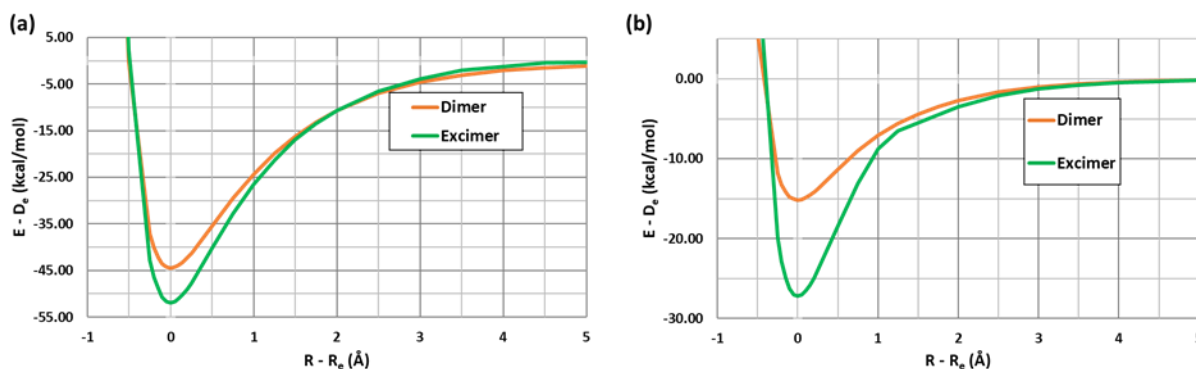 (a)
5.00
-5.00
-15.00
-25.00
-35.00
-45.00
-55.00
E - De (kcal/mol)
-1 0 1 2 3 4 5
R - Re (Å)
Dimer
Excimer
(b)
0.00
-10.00
-20.00
-30.00
E - De (kcal/mol)
-1 0 1 2 3 4 5
R - Re (Å)
Dimer
Excimer